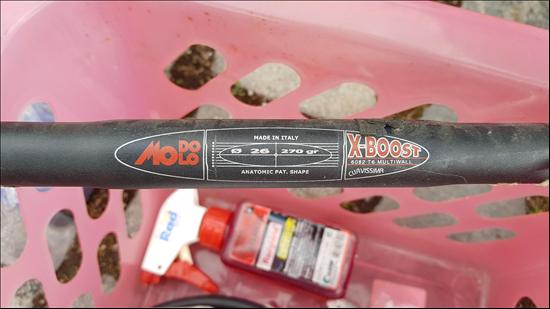 MODOLO
MADE IN ITALY
Ø 26 270 gr
ANATOMIC PAT. SHAPE
X-BOOST
6082 T6 MULTIWALL
CURVISSIMA
Red